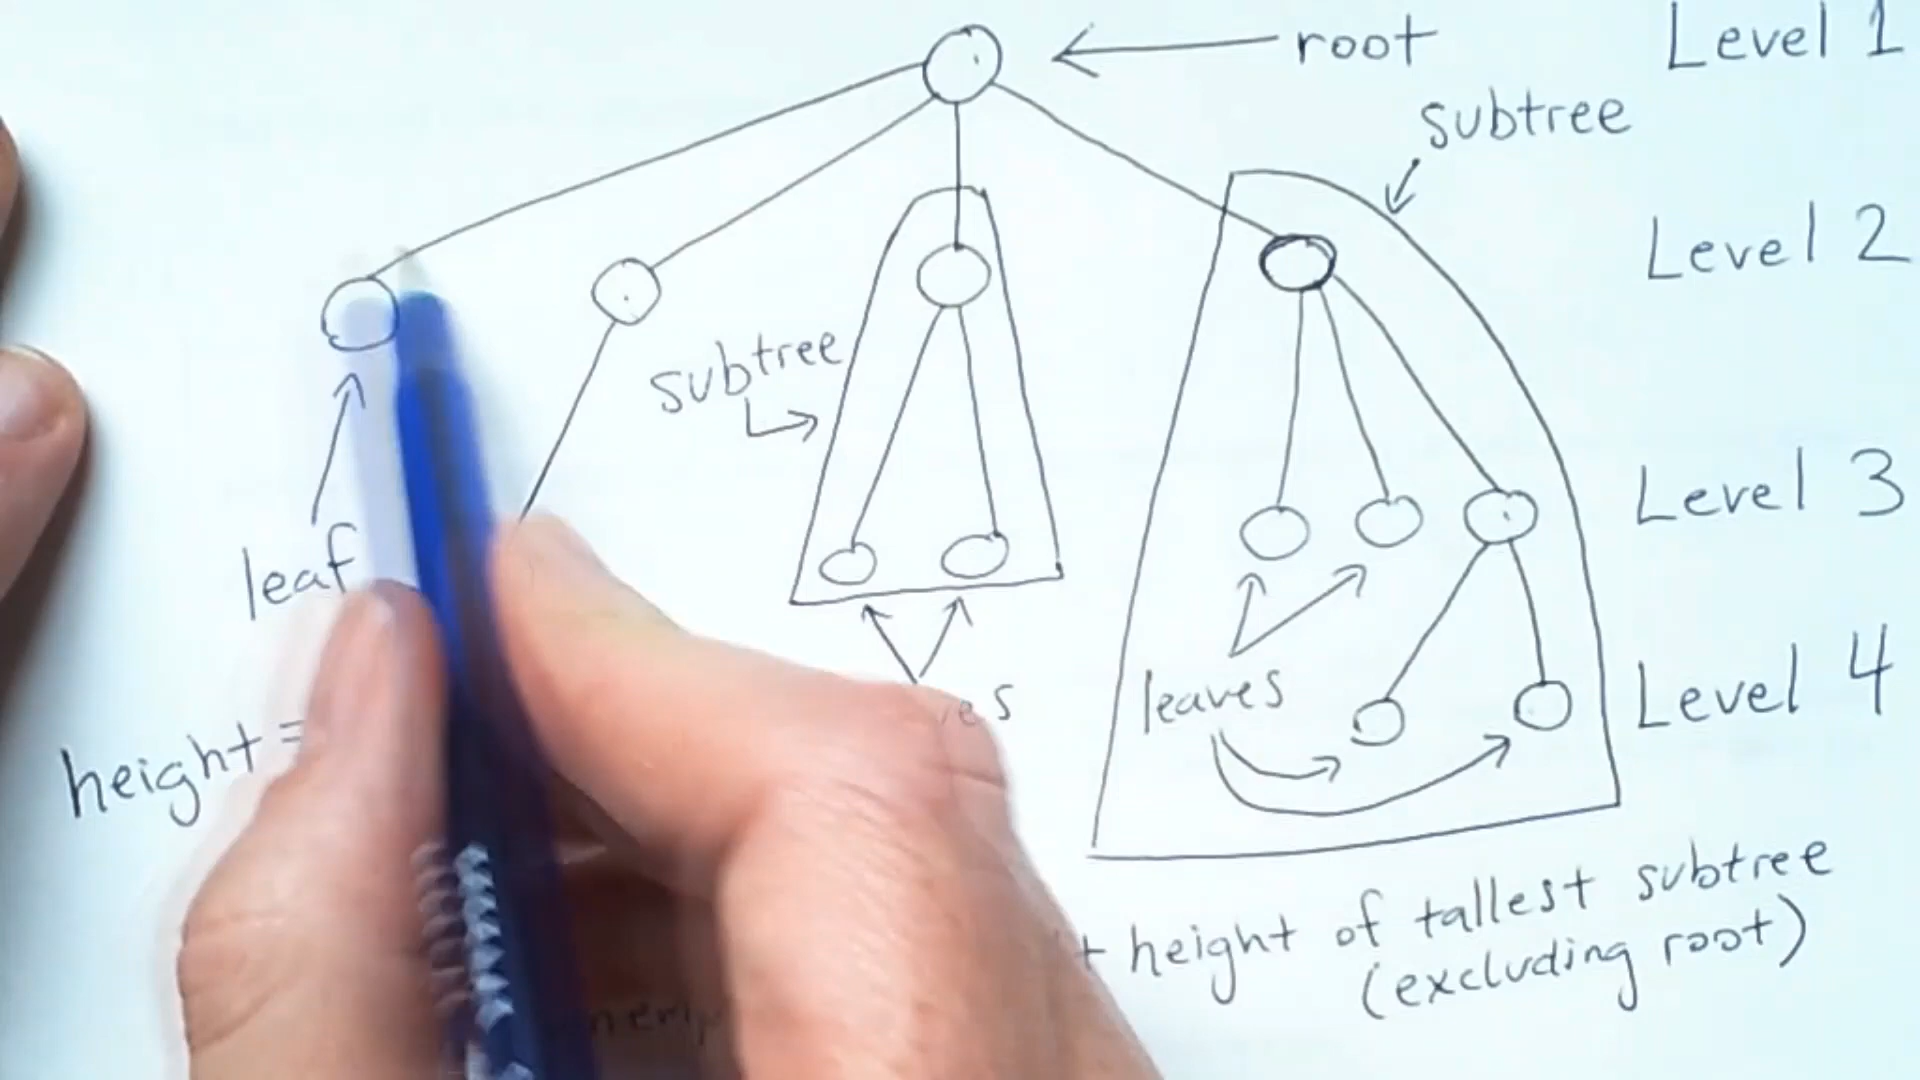 root
Level 1
subtree
Level 2
subtree
Level 3
leaf
leaves
Level 4
height =
+ height of tallest subtree
(excluding root)